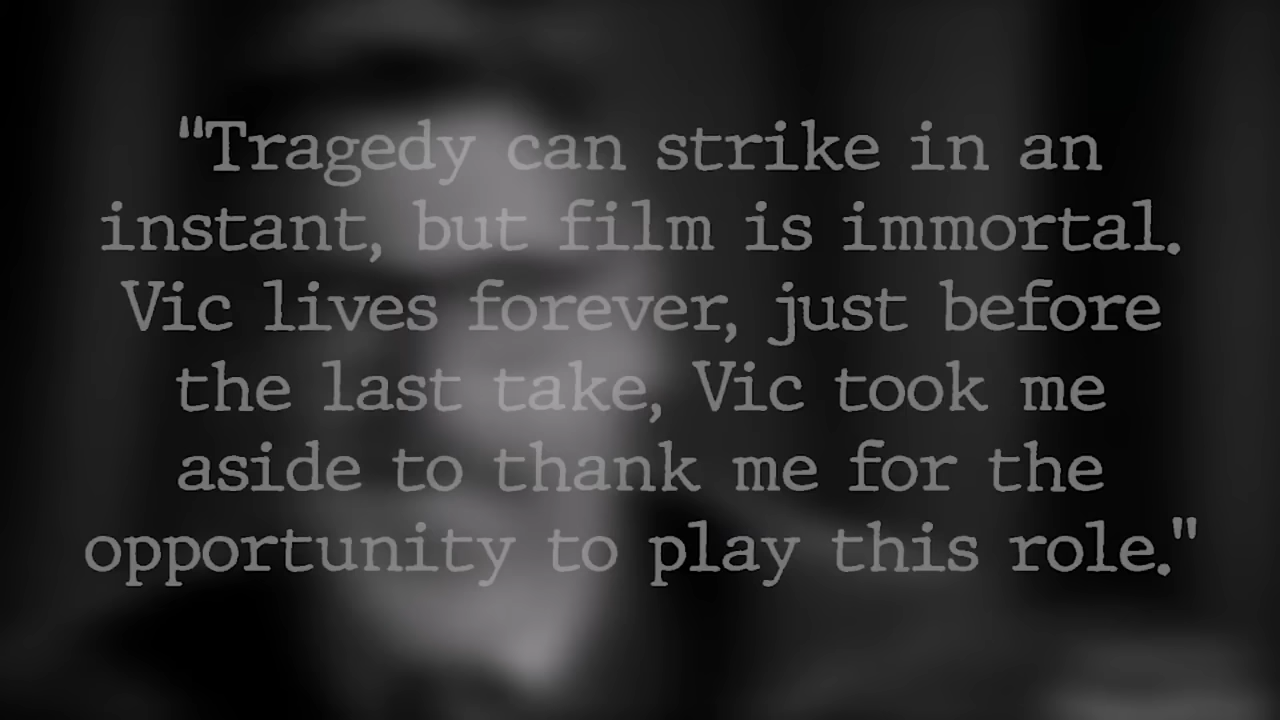 "Tragedy can strike in an
instant, but film is immortal.
Vic lives forever, just before
the last take, Vic took me
aside to thank me for the
opportunity to play this role."